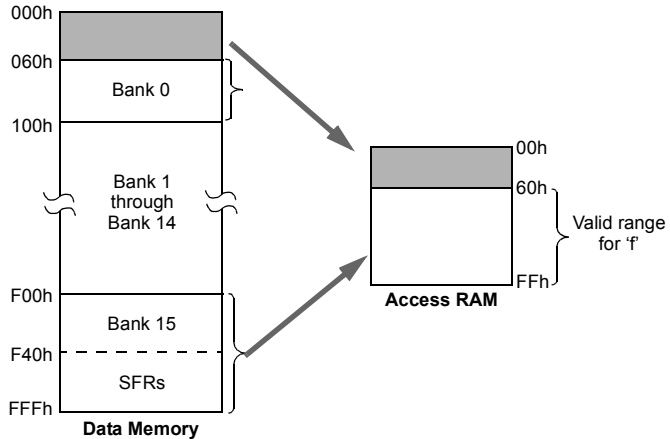 000h
060h
Bank 0
100h
Bank 1
through
Bank 14
F00h
Bank 15
F40h
SFRs
FFFh
Data Memory
00h
60h
Valid range
for ‘f’
FFh
Access RAM